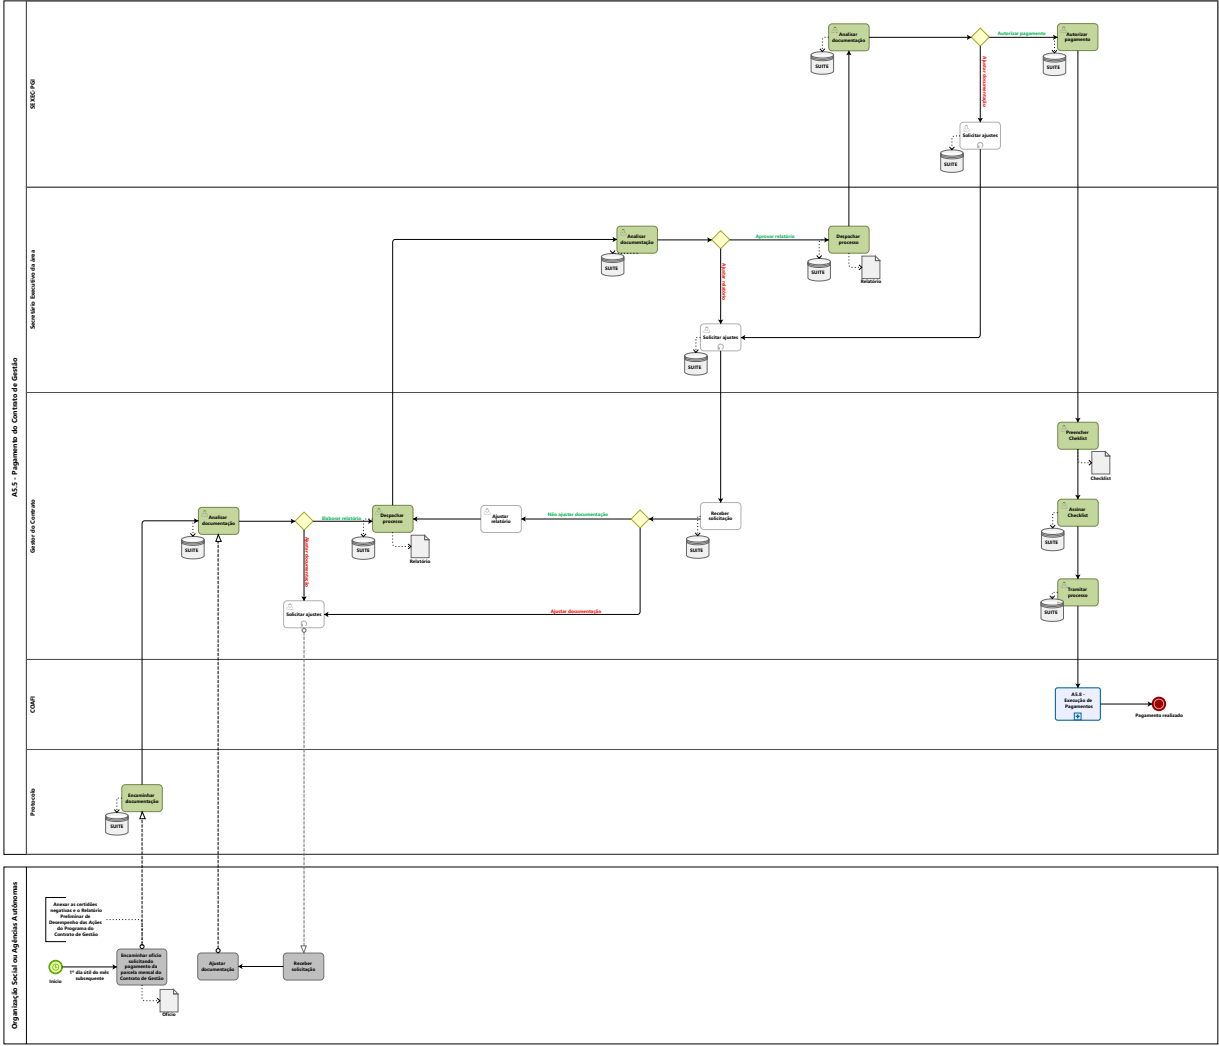 A5.5 - Pagamento do Contrato de Gestão
SEXEC-PGI
Analisar
documentação
SUITE
Autorizar pagamento
Autorizar
pagamento
SUITE
Ajustar documentação
Solicitar ajustes
SUITE
Secretário Executivo da área
Analisar
documentação
SUITE
Aprovar relatório
Despachar
processo
SUITE
Relatório
Ajustar relatório
Solicitar ajustes
SUITE
Gestor do Contrato
Preencher
Cheklist
Checklist
Analisar
documentação
SUITE
Elaborar relatório
Despachar
processo
SUITE
Relatório
Ajustar
relatório
Não ajustar documentação
Receber
solicitação
SUITE
Assinar
Checklist
SUITE
Ajustar documentação
Solicitar ajustes
Ajustar documentação
Tramitar
processo
SUITE
COAFI
A5.8 -
Execução de
Pagamentos
Pagamento realizado
Protocolo
Encaminhar
documentação
SUITE
Organização Social ou Agências Autônomas
Anexar as certidões
negativas e o Relatório
Preliminar de
Desempenho das Ações
do Programa do
Contrato de Gestão
Início
1º dia útil do mês
subsequente
Encaminhar ofício
solicitando
pagamento da
parcela mensal do
Contrato de Gestão
Ofício
Ajustar
documentação
Receber
solicitação